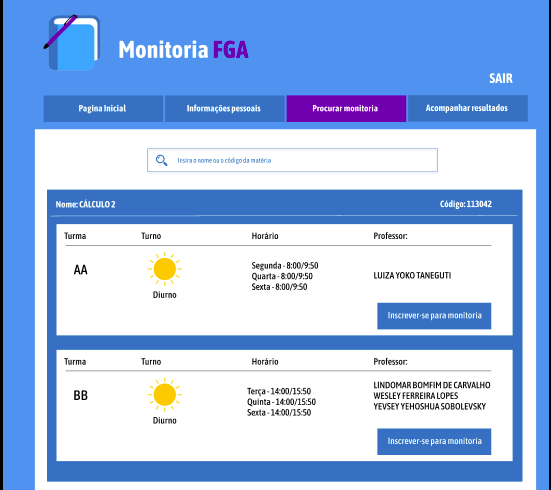 Monitoria FGA
SAIR
Pagina Inicial
Informações pessoais
Procurar monitoria
Acompanhar resultados
Insira o nome ou o código da matéria
Nome: CÁLCULO 2
Código: 113042
Turma Turno Horário Professor:
AA
Diurno
Segunda - 8:00/9:50
Quarta - 8:00/9:50
Sexta - 8:00/9:50
LUIZA YOKO TANEGUTI
Inscrever-se para monitoria
Turma Turno Horário Professor:
BB
Diurno
Terça - 14:00/15:50
Quinta - 14:00/15:50
Sexta - 14:00/15:50
LINDOMAR BOMFIM DE CARVALHO
WESLEY FERREIRA LOPES
YEVSEY YEHOSHUA SOBOLEVSKY
Inscrever-se para monitoria